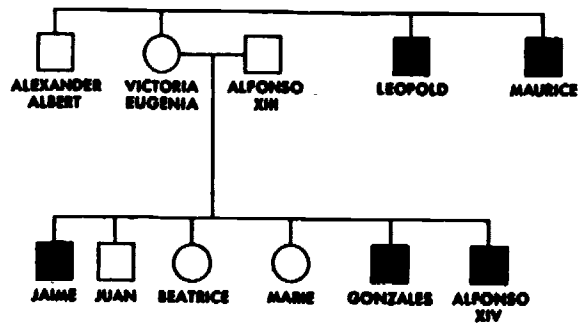 ALEXANDER ALBERT
VICTORIA EUGENIA
ALFONSO XIII
LEOPOLD
MAURICE
JAIME
JUAN
BEATRICE
MARIE
GONZALES
ALFONSO XIV